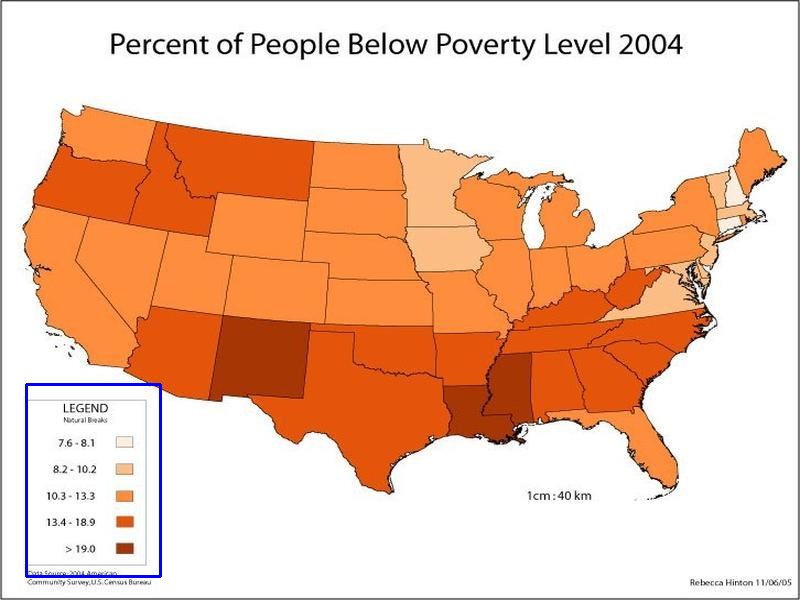 Percent of People Below Poverty Level 2004
LEGEND
Natural Breaks
7.6 - 8.1
8.2 - 10.2
10.3 - 13.3
13.4 - 18.9
> 19.0
1cm : 40 km
Data Source: 2004 American
Community Survey, U.S. Census Bureau
Rebecca Hinton 11/06/05